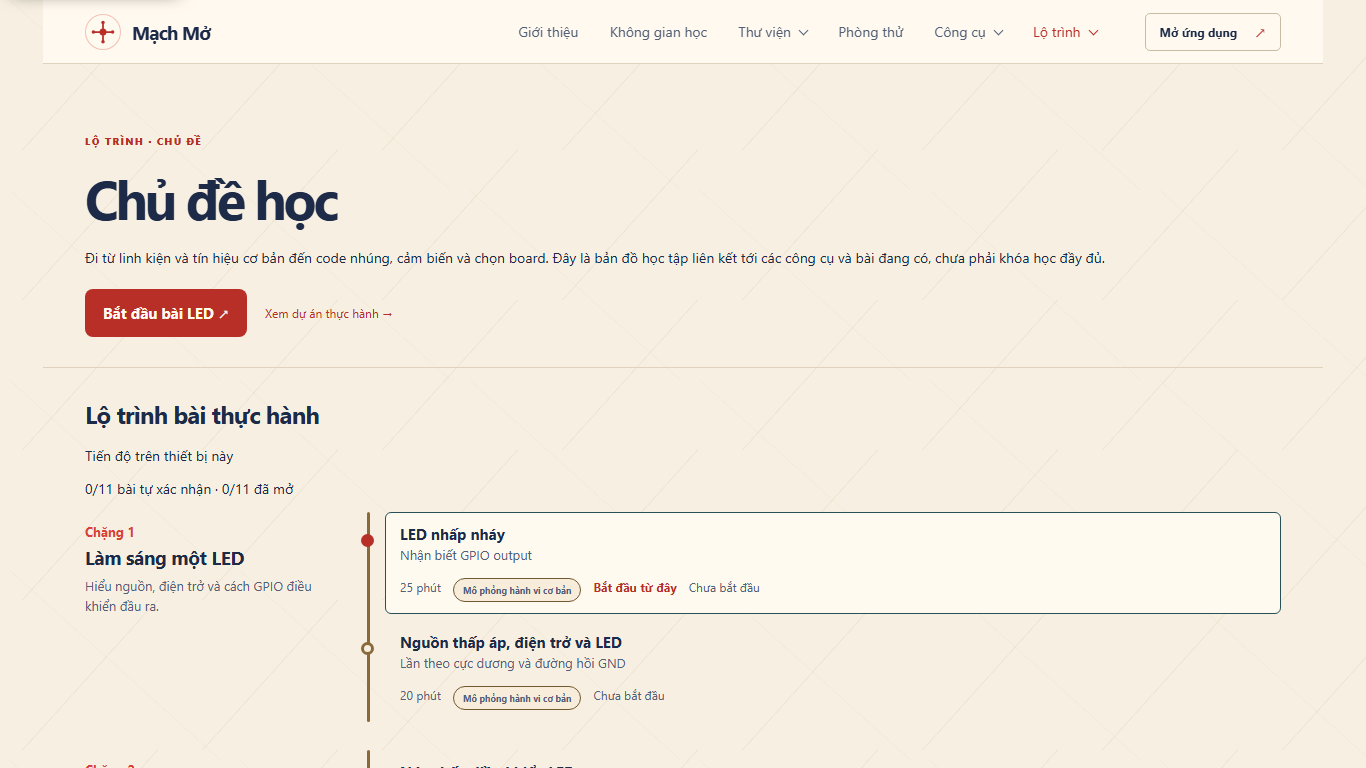 Mạch Mở
Giới thiệu
Không gian học
Thư viện
Phòng thử
Công cụ
Lộ trình
Mở ứng dụng ↗
LỘ TRÌNH · CHỦ ĐỀ
Chủ đề học
Đi từ linh kiện và tín hiệu cơ bản đến code nhúng, cảm biến và chọn board. Đây là bản đồ học tập liên kết tới các công cụ và bài đang có, chưa phải khóa học đầy đủ.
Bắt đầu bài LED ↗
Xem dự án thực hành →
Lộ trình bài thực hành
Tiến độ trên thiết bị này
0/11 bài tự xác nhận · 0/11 đã mở
Chặng 1
Làm sáng một LED
Hiểu nguồn, điện trở và cách GPIO điều
khiển đầu ra.
LED nhấp nháy
Nhận biết GPIO output
25 phút Mô phỏng hành vi cơ bản Bắt đầu từ đây Chưa bắt đầu
Nguồn thấp áp, điện trở và LED
Lần theo cực dương và đường hồi GND
20 phút Mô phỏng hành vi cơ bản Chưa bắt đầu